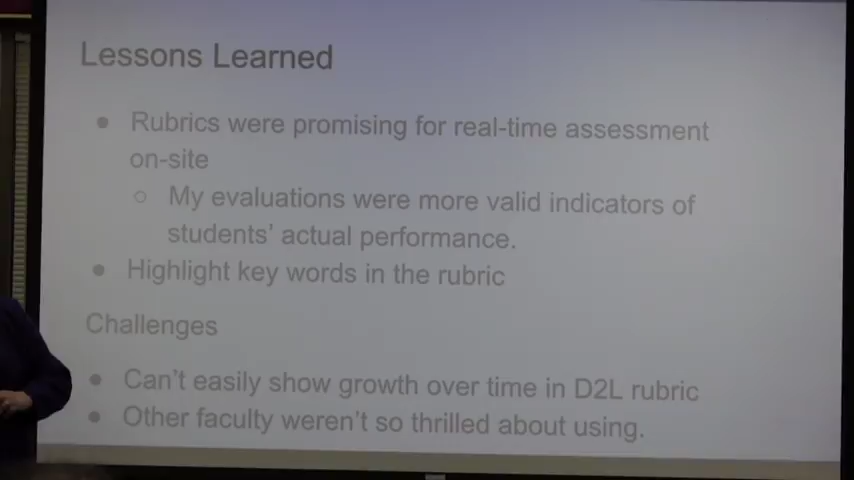 Lessons Learned
● Rubrics were promising for real-time assessment
on-site
○ My evaluations were more valid indicators of
students' actual performance.
● Highlight key words in the rubric
Challenges
● Can't easily show growth over time in D2L rubric
● Other faculty weren't so thrilled about using.